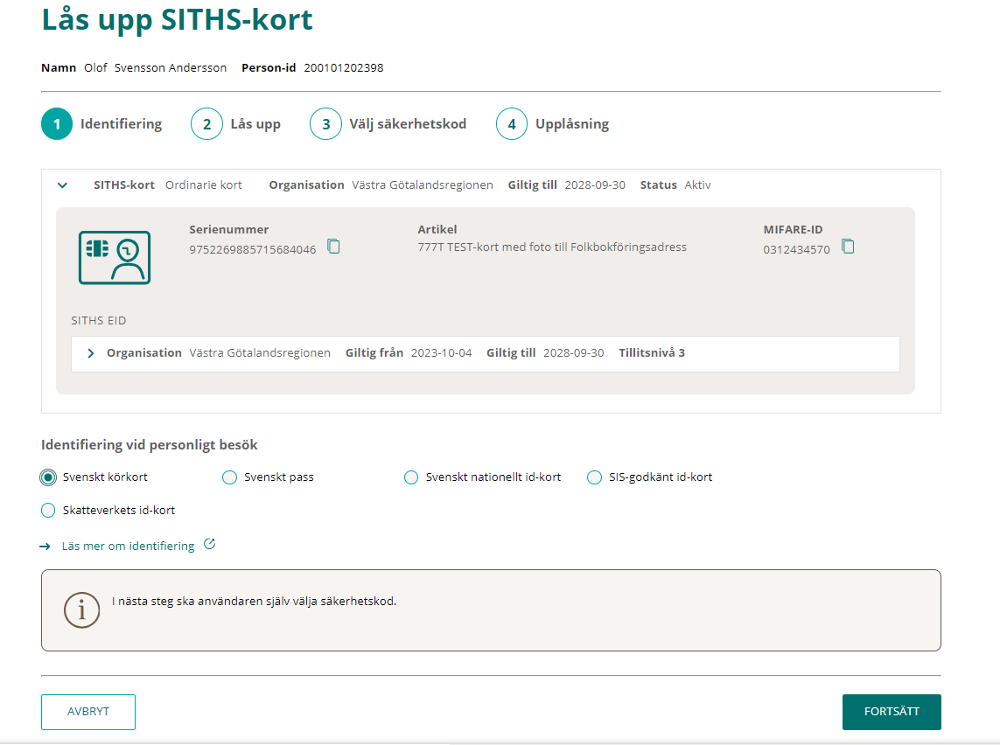 Lås upp SITHS-kort
Namn Olof Svensson Andersson Person-id 200101202398
1 Identifiering 2 Lås upp 3 Välj säkerhetskod 4 Upplåsning
SITHS-kort Ordinarie kort Organisation Västra Götalandsregionen Giltig till 2028-09-30 Status Aktiv
Serienummer Artikel MIFARE-ID
9752269885715684046 777T TEST-kort med foto till Folkbokföringsadress 0312434570
SITHS EID
Organisation Västra Götalandsregionen Giltig från 2023-10-04 Giltig till 2028-09-30 Tillitsnivå 3
Identifiering vid personligt besök
Svenskt körkort Svenskt pass Svenskt nationellt id-kort SIS-godkänt id-kort
Skatteverkets id-kort
Läs mer om identifiering
I nästa steg ska användaren själv välja säkerhetskod.
AVBRYT FORTSÄTT